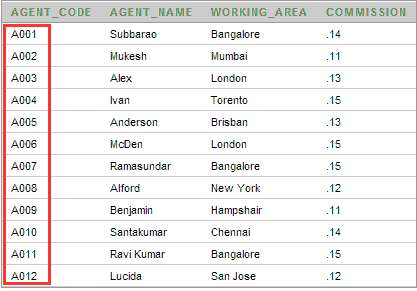 AGENT_CODE AGENT_NAME WORKING_AREA COMMISSION
A001 Subbarao Bangalore .14
A002 Mukesh Mumbai .11
A003 Alex London .13
A004 Ivan Torento .15
A005 Anderson Brisban .13
A006 McDen London .15
A007 Ramasundar Bangalore .15
A008 Alford New York .12
A009 Benjamin Hampshair .11
A010 Santakumar Chennai .14
A011 Ravi Kumar Bangalore .15
A012 Lucida San Jose .12